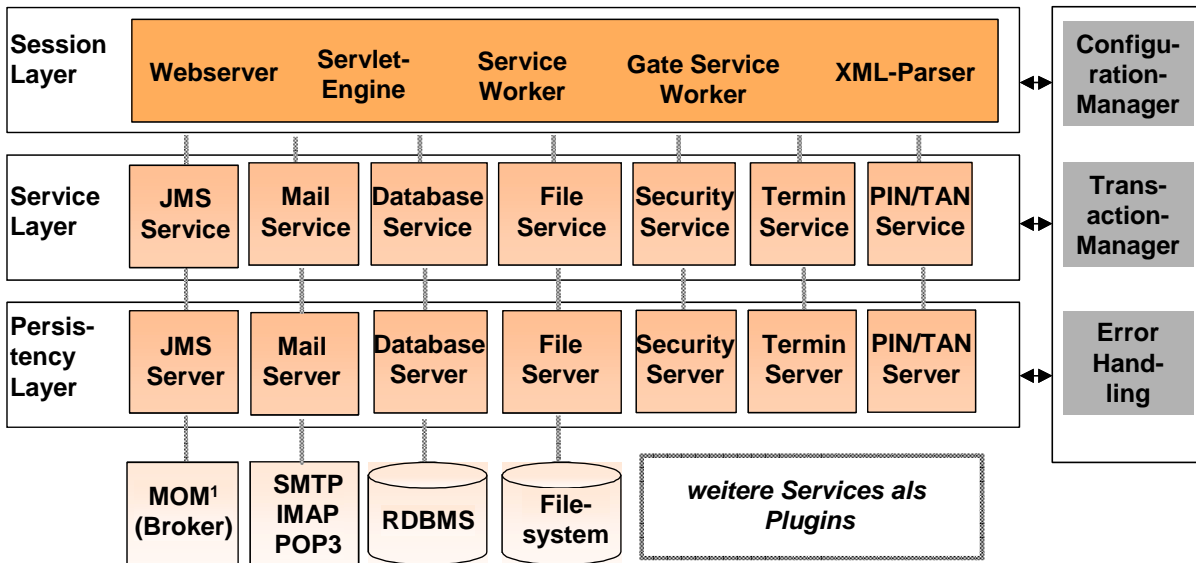 Session
Layer
Webserver
Servlet-
Engine
Service
Worker
Gate Service
Worker
XML-Parser
Configu-
ration-
Manager
Service
Layer
JMS
Service
Mail
Service
Database
Service
File
Service
Security
Service
Termin
Service
PIN/TAN
Service
Trans-
action-
Manager
Persis-
tency
Layer
JMS
Server
Mail
Server
Database
Server
File
Server
Security
Server
Termin
Server
PIN/TAN
Server
Error
Hand-
ling
MOM¹
(Broker)
SMTP
IMAP
POP3
RDBMS
File-
system
weitere Services als
Plugins